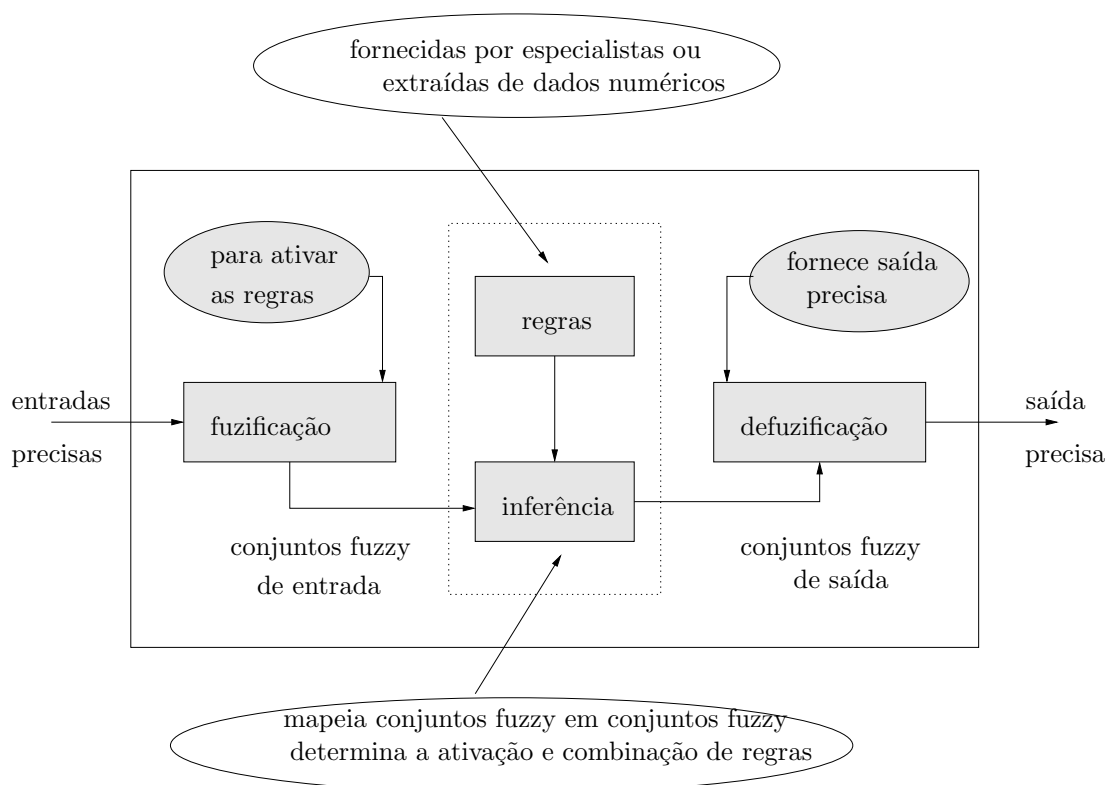 fornecidas por especialistas ou
extraídas de dados numéricos
para ativar
as regras
fornece saída
precisa
regras
entradas
precisas
fuzificação
defuzificação
saída
precisa
inferência
conjuntos fuzzy
de entrada
conjuntos fuzzy
de saída
mapeia conjuntos fuzzy em conjuntos fuzzy
determina a ativação e combinação de regras